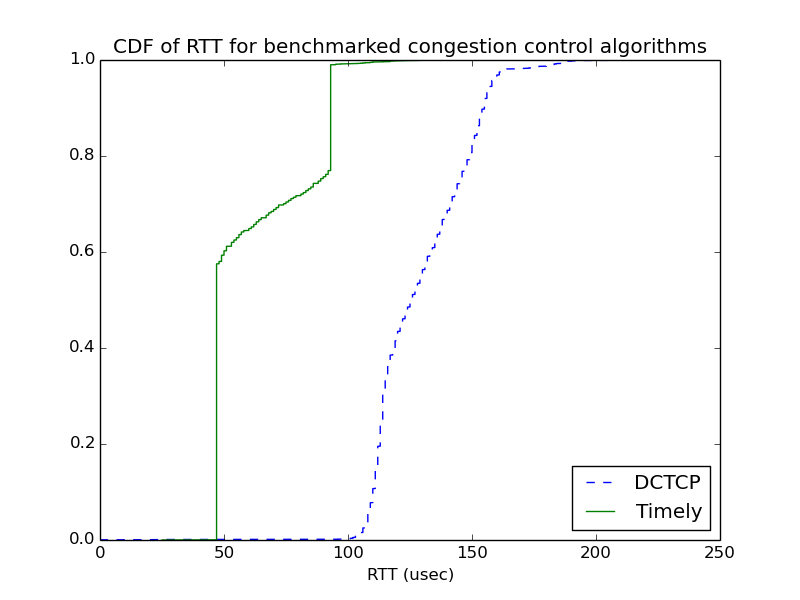 CDF of RTT for benchmarked congestion control algorithms
1.0
0.8
0.6
0.4
0.2
0.0
DCTCP
Timely
0 50 100 150 200 250
RTT (usec)